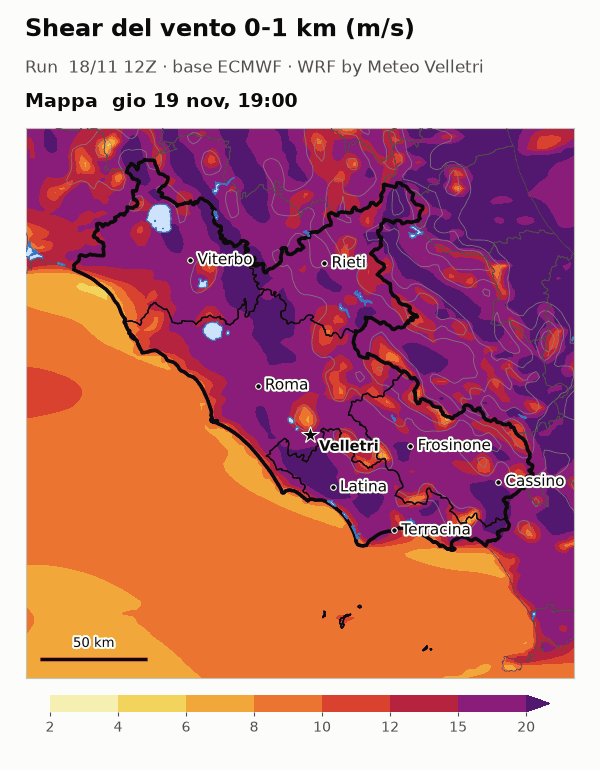 Shear del vento 0-1 km (m/s)
Run  18/11 12Z · base ECMWF · WRF by Meteo Velletri
Mappa  gio 19 nov, 19:00
Viterbo
Rieti
Roma
Velletri
Frosinone
Latina
Cassino
Terracina
50 km
2 4 6 8 10 12 15 20